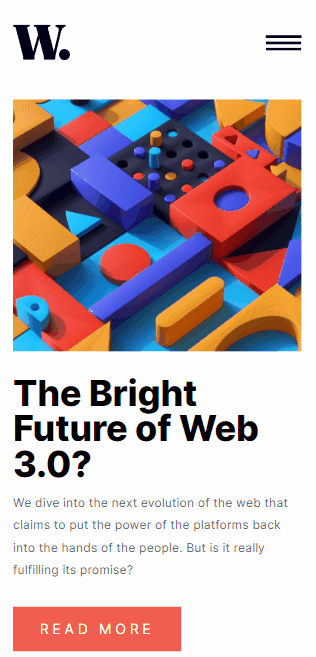 W.
The Bright
Future of Web
3.0?
We dive into the next evolution of the web that
claims to put the power of the platforms back
into the hands of the people. But is it really
fulfilling its promise?
READ MORE